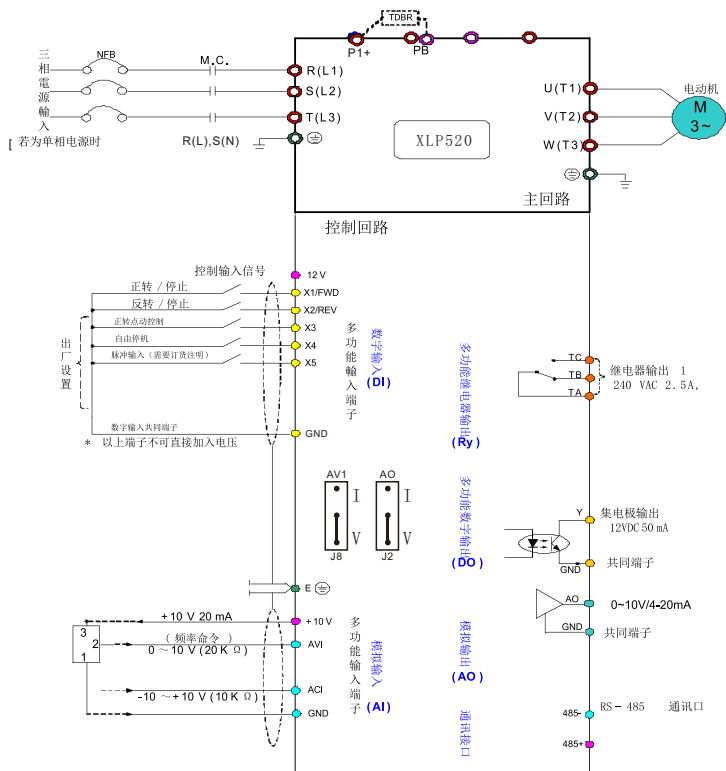 TDBR
P1+
PB
三相電源輸入
NFB
M.C.
R(L1)
S(L2)
T(L3)
[ 若为单相电源时
R(L),S(N)
XLP520
U(T1)
V(T2)
W(T3)
电动机
M
3~
主回路
控制回路
控制输入信号
12V
正转 / 停止
X1/FWD
反转 / 停止
X2/REV
正转点动控制
X3
自由停机
X4
脉冲输入（需要订货注明）
X5
出厂设置
数字输入共同端子
GND
* 以上端子不可直接加入电压
多功能輸入端子
数字输入
(DI)
多功能继电器输出
(Ry)
TC
TB
TA
继电器输出 1
240 VAC 2.5A,
AV1
I
V
J8
AO
I
V
J2
多功能数字输出
(DO)
Y
集电极输出
12VDC 50 mA
GND
共同端子
E
+10 V 20 mA
+10V
3
2
1
( 频率命令 )
0～10 V (20 K Ω)
AVI
-10 ～+10 V (10 K Ω)
ACI
GND
多功能输入端子
模拟输入
(AI)
模拟输出
(AO)
AO
0~10V/4-20mA
GND
共同端子
通讯接口
485-
RS-485 通讯口
485+